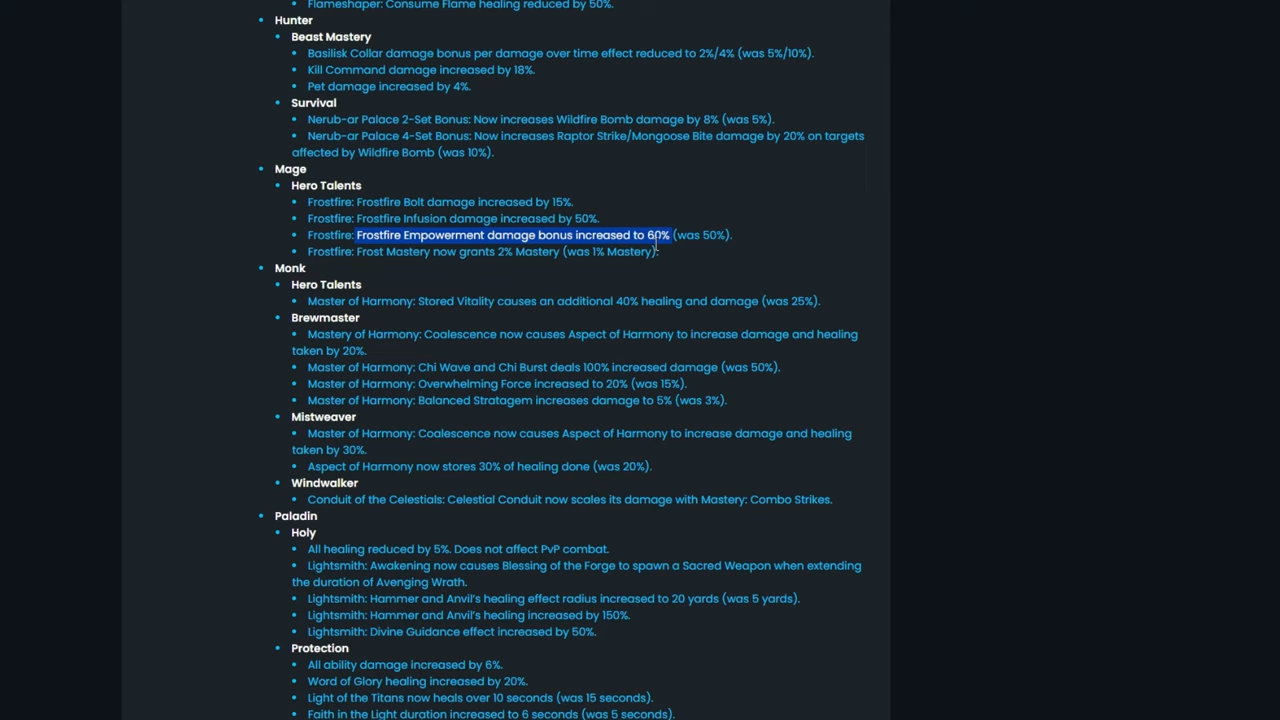 Flameshaper: Consume Flame healing reduced by 50%.
Hunter
Beast Mastery
Basilisk Collar damage bonus per damage over time effect reduced to 2%/4% (was 5%/10%).
Kill Command damage increased by 18%.
Pet damage increased by 4%.
Survival
Nerub-ar Palace 2-Set Bonus: Now increases Wildfire Bomb damage by 8% (was 5%).
Nerub-ar Palace 4-Set Bonus: Now increases Raptor Strike/Mongoose Bite damage by 20% on targets
affected by Wildfire Bomb (was 10%).
Mage
Hero Talents
Frostfire: Frostfire Bolt damage increased by 15%.
Frostfire: Frostfire Infusion damage increased by 50%.
Frostfire: Frostfire Empowerment damage bonus increased to 60% (was 50%).
Frostfire: Frost Mastery now grants 2% Mastery (was 1% Mastery).
Monk
Hero Talents
Master of Harmony: Stored Vitality causes an additional 40% healing and damage (was 25%).
Brewmaster
Mastery of Harmony: Coalescence now causes Aspect of Harmony to increase damage and healing
taken by 20%.
Master of Harmony: Chi Wave and Chi Burst deals 100% increased damage (was 50%).
Master of Harmony: Overwhelming Force increased to 20% (was 15%).
Master of Harmony: Balanced Stratagem increases damage to 5% (was 3%).
Mistweaver
Master of Harmony: Coalescence now causes Aspect of Harmony to increase damage and healing
taken by 30%.
Aspect of Harmony now stores 30% of healing done (was 20%).
Windwalker
Conduit of the Celestials: Celestial Conduit now scales its damage with Mastery: Combo Strikes.
Paladin
Holy
All healing reduced by 5%. Does not affect PvP combat.
Lightsmith: Awakening now causes Blessing of the Forge to spawn a Sacred Weapon when extending
the duration of Avenging Wrath.
Lightsmith: Hammer and Anvil's healing effect radius increased to 20 yards (was 5 yards).
Lightsmith: Hammer and Anvil's healing increased by 150%.
Lightsmith: Divine Guidance effect increased by 50%.
Protection
All ability damage increased by 6%.
Word of Glory healing increased by 20%.
Light of the Titans now heals over 10 seconds (was 15 seconds).
Faith in the Light duration increased to 6 seconds (was 5 seconds).